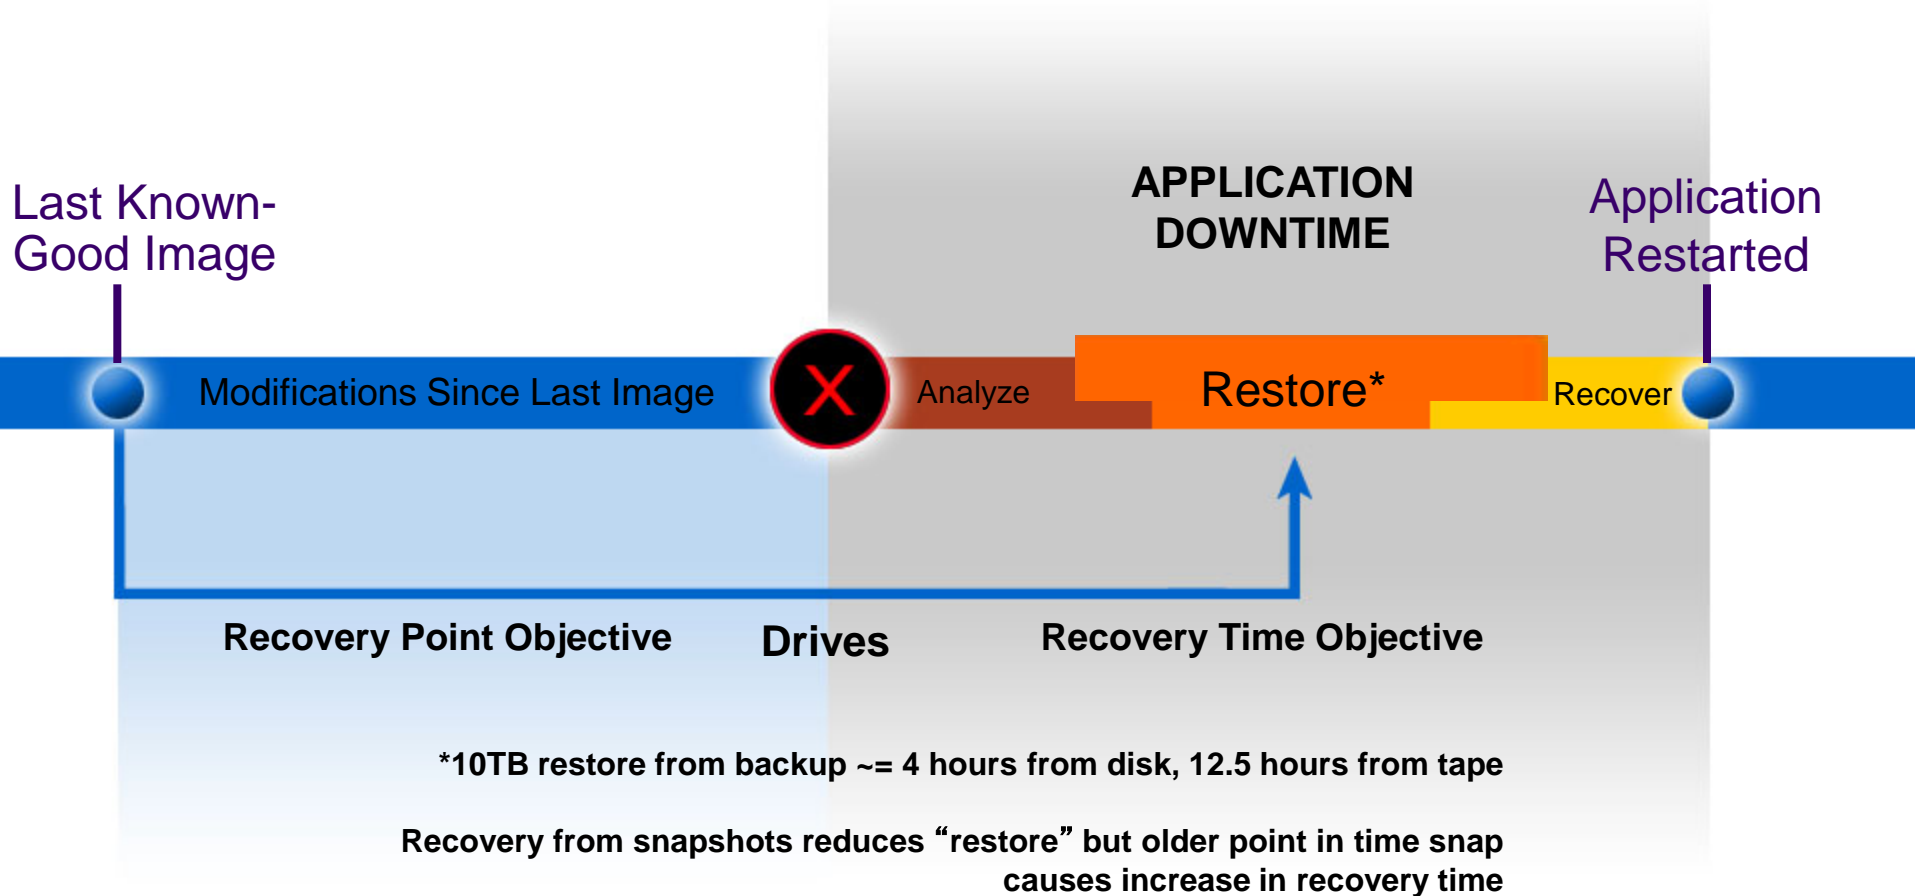 Last Known-
Good Image
APPLICATION
DOWNTIME
Application
Restarted
Modifications Since Last Image
X
Analyze
Restore*
Recover
Recovery Point Objective
Drives
Recovery Time Objective
*10TB restore from backup ~= 4 hours from disk, 12.5 hours from tape
Recovery from snapshots reduces “restore” but older point in time snap
causes increase in recovery time